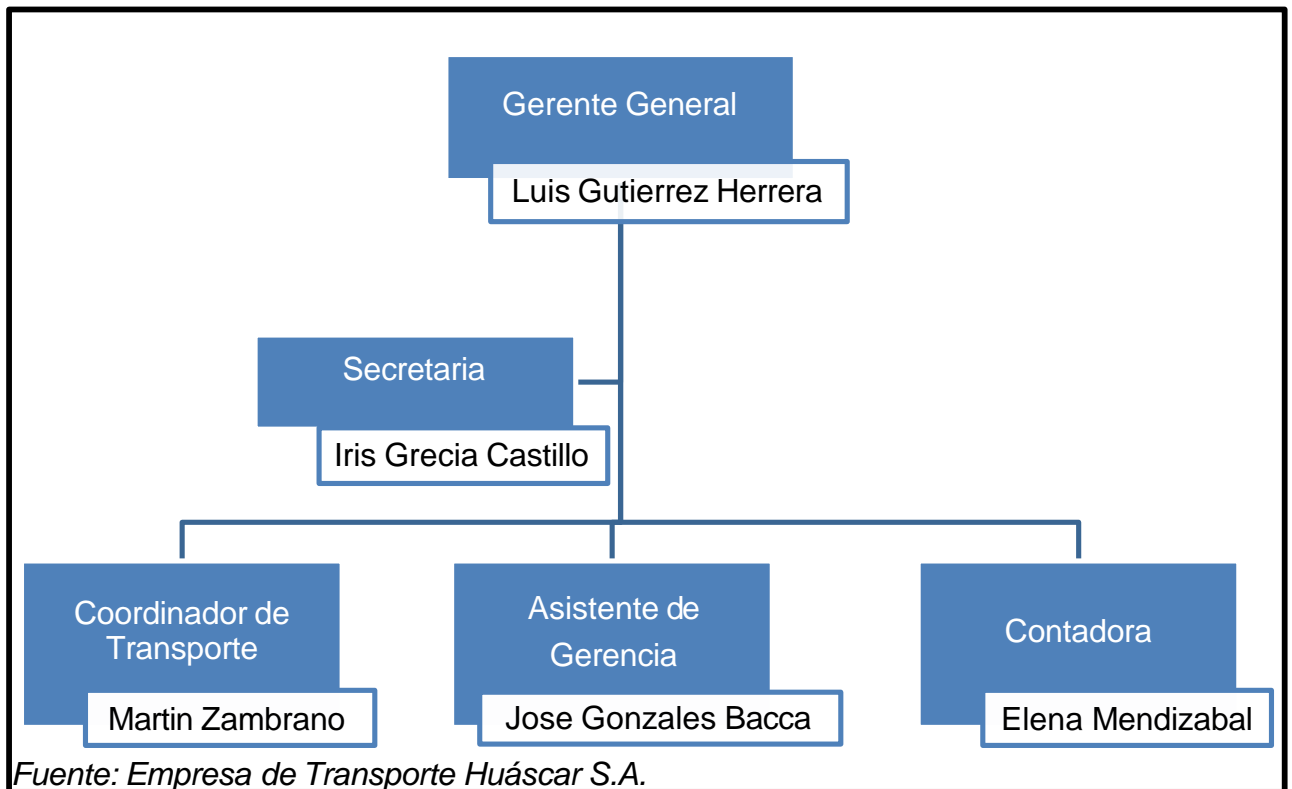 Gerente General
Luis Gutierrez Herrera
Secretaria
Iris Grecia Castillo
Coordinador de
Transporte
Martin Zambrano
Asistente de
Gerencia
Jose Gonzales Bacca
Contadora
Elena Mendizabal
Fuente: Empresa de Transporte Huáscar S.A.